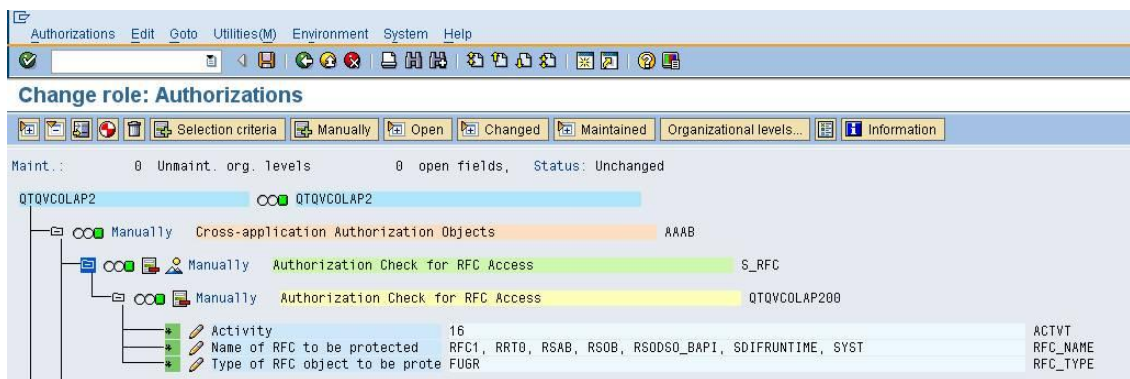 Authorizations Edit Goto Utilities(M) Environment System Help
Change role: Authorizations
Selection criteria Manually Open Changed Maintained Organizational levels... Information
Maint.: 0 Unmaint. org. levels 0 open fields, Status: Unchanged
QTQVCOLAP2 QTQVCOLAP2
Manually Cross-application Authorization Objects AAAB
Manually Authorization Check for RFC Access S_RFC
Manually Authorization Check for RFC Access QTQVCOLAP200
Activity 16 ACTVT
Name of RFC to be protected RFC1, RRT0, RSAB, RSOB, RSODSO_BAPI, SDIFRUNTIME, SYST RFC_NAME
Type of RFC object to be prote FUGR RFC_TYPE